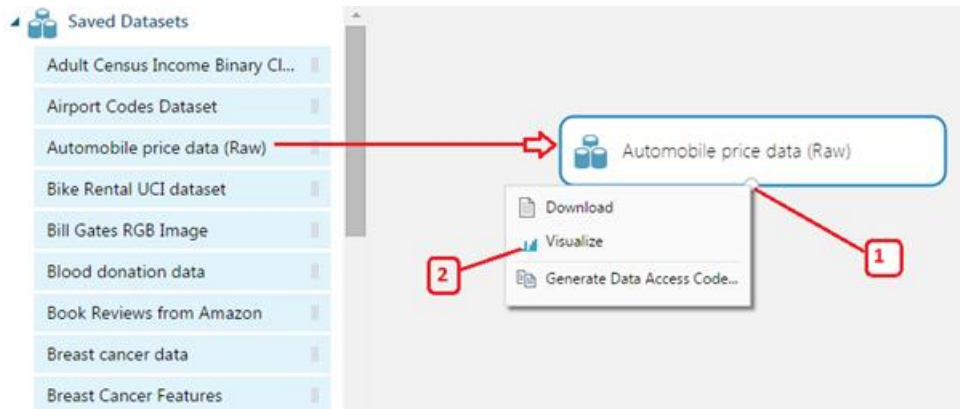 Saved Datasets
Adult Census Income Binary Cl...
Airport Codes Dataset
Automobile price data (Raw)
Bike Rental UCI dataset
Bill Gates RGB Image
Blood donation data
Book Reviews from Amazon
Breast cancer data
Breast Cancer Features
Automobile price data (Raw)
Download
Visualize
Generate Data Access Code...
1
2